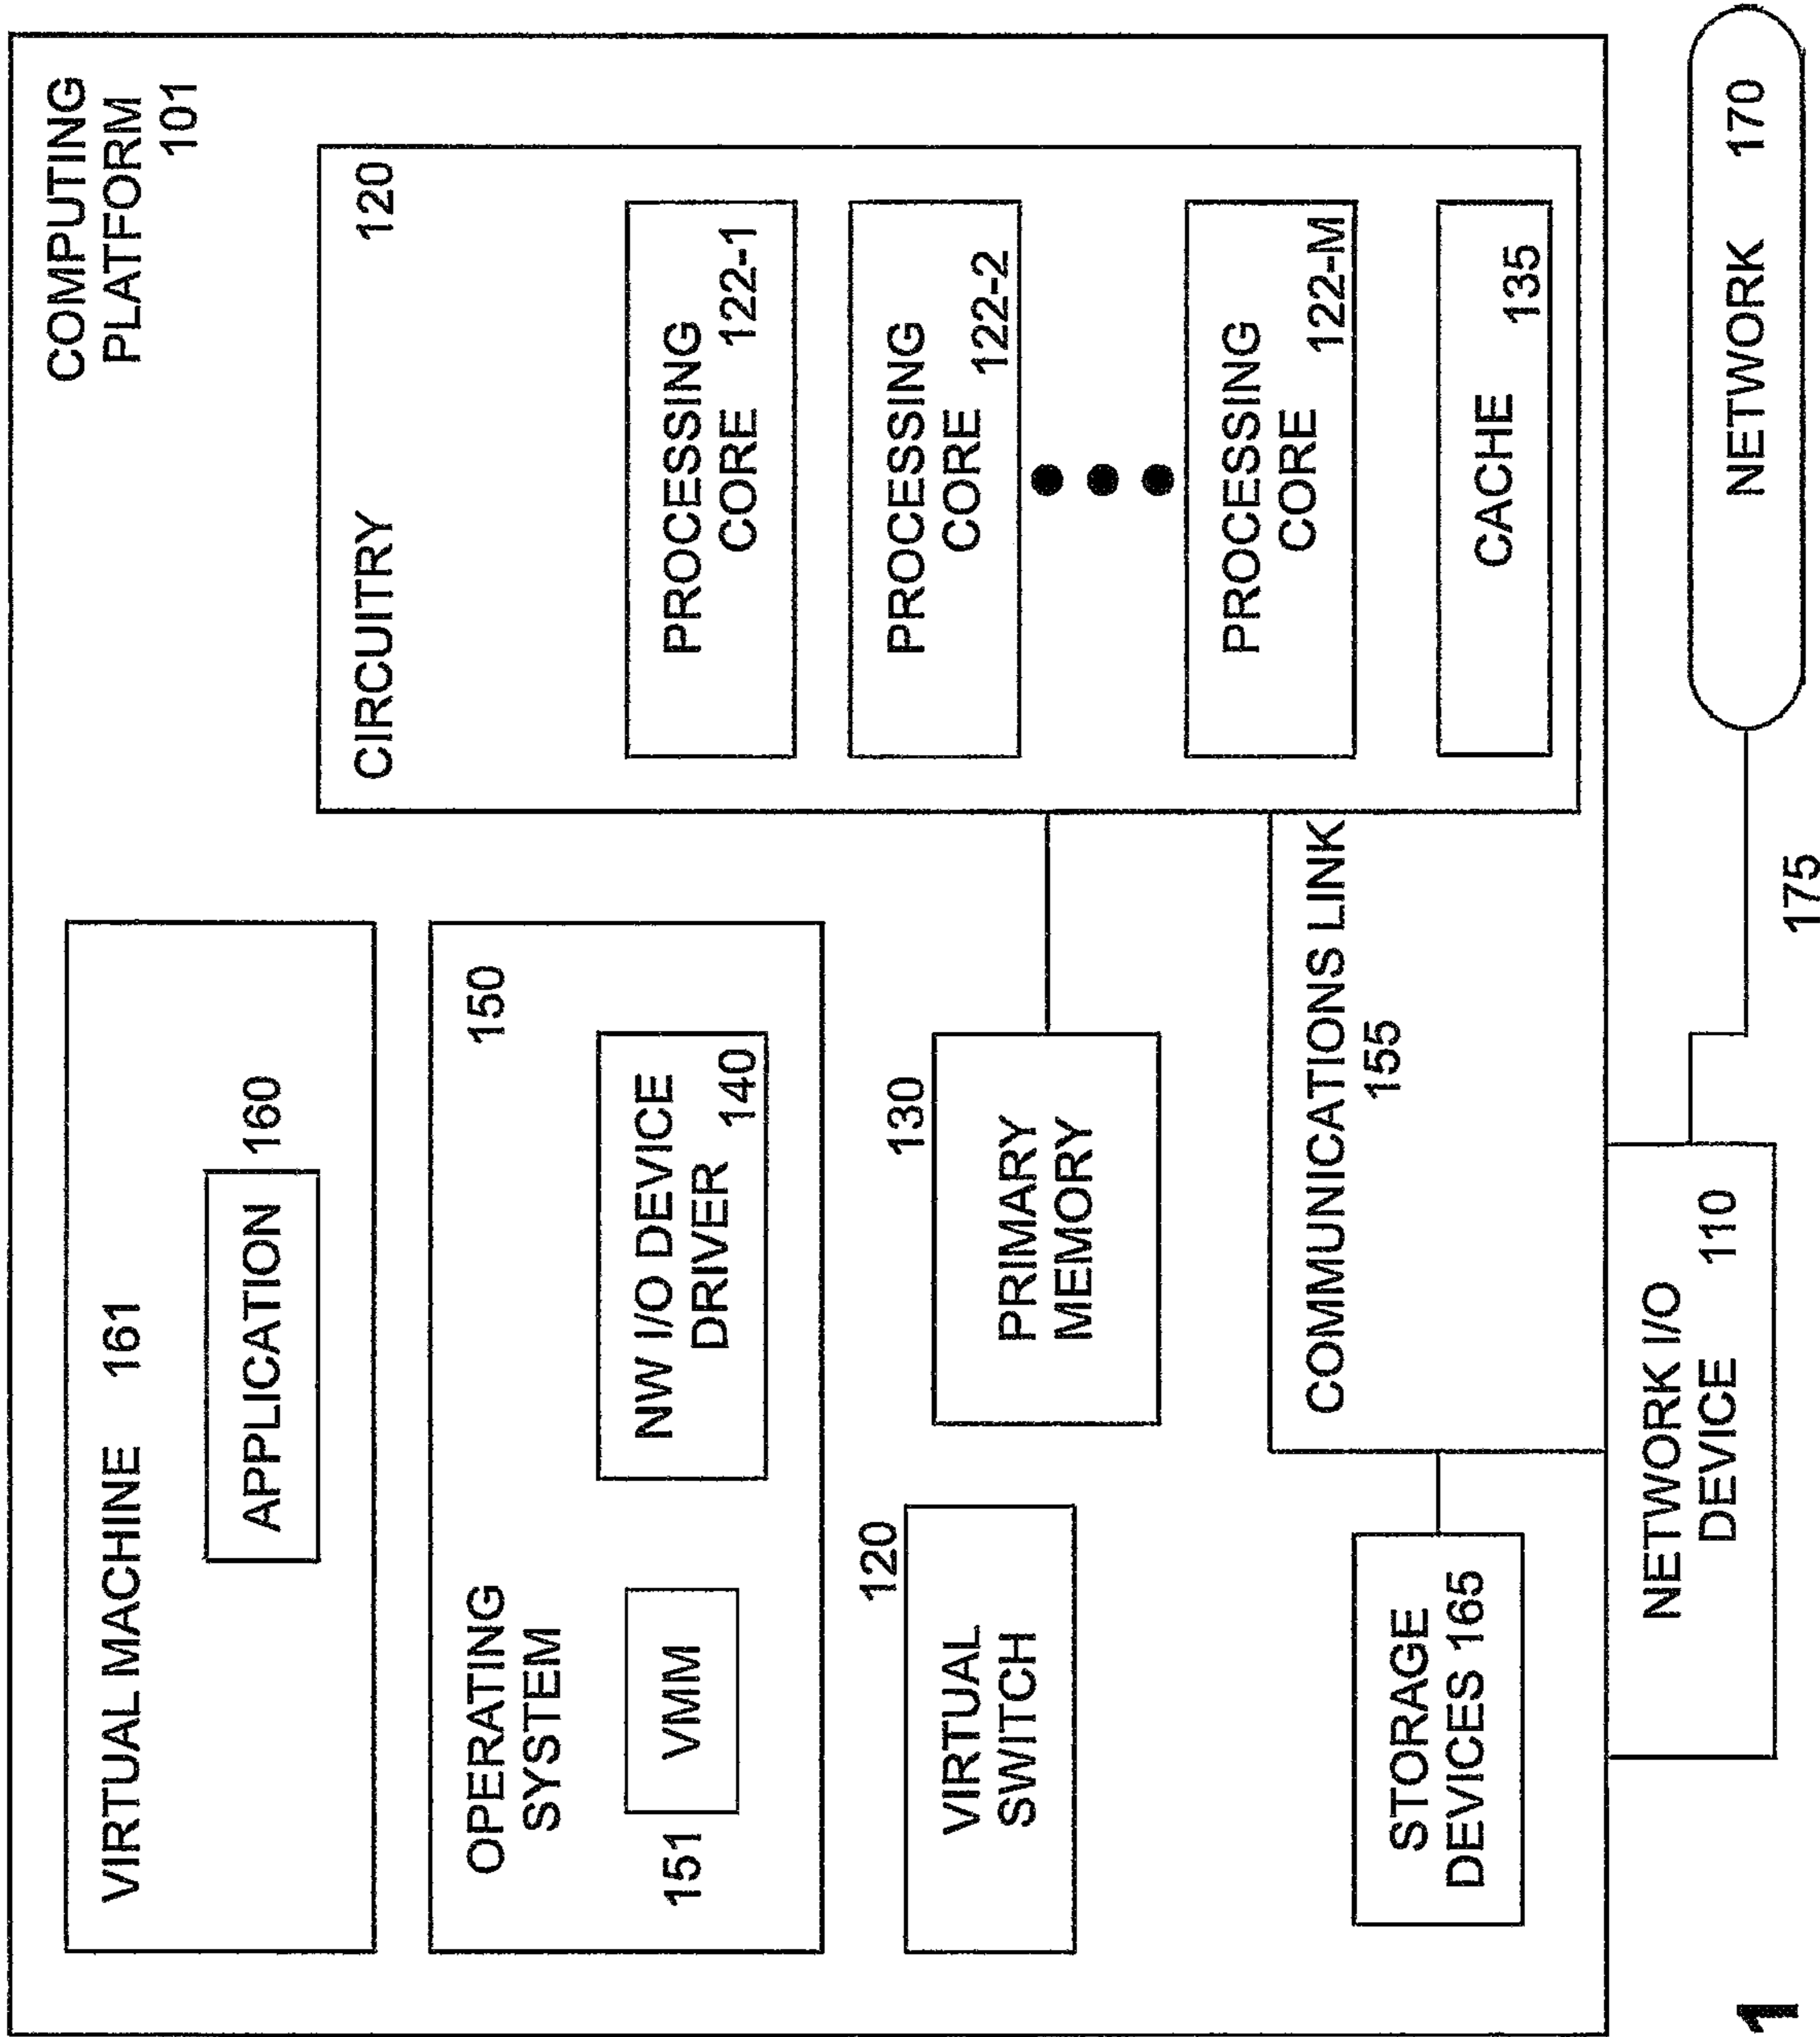 COMPUTING
PLATFORM
101
VIRTUAL MACHINE 161
APPLICATION 160
OPERATING
SYSTEM
150
151
VMM
NW I/O DEVICE
DRIVER
140
VIRTUAL
SWITCH
120
PRIMARY
MEMORY
130
STORAGE
DEVICES 165
COMMUNICATIONS LINK
155
CIRCUITRY
120
PROCESSING
CORE 122-1
PROCESSING
CORE 122-2
PROCESSING
CORE 122-M
CACHE 135
NETWORK I/O
DEVICE 110
175
NETWORK 170
1